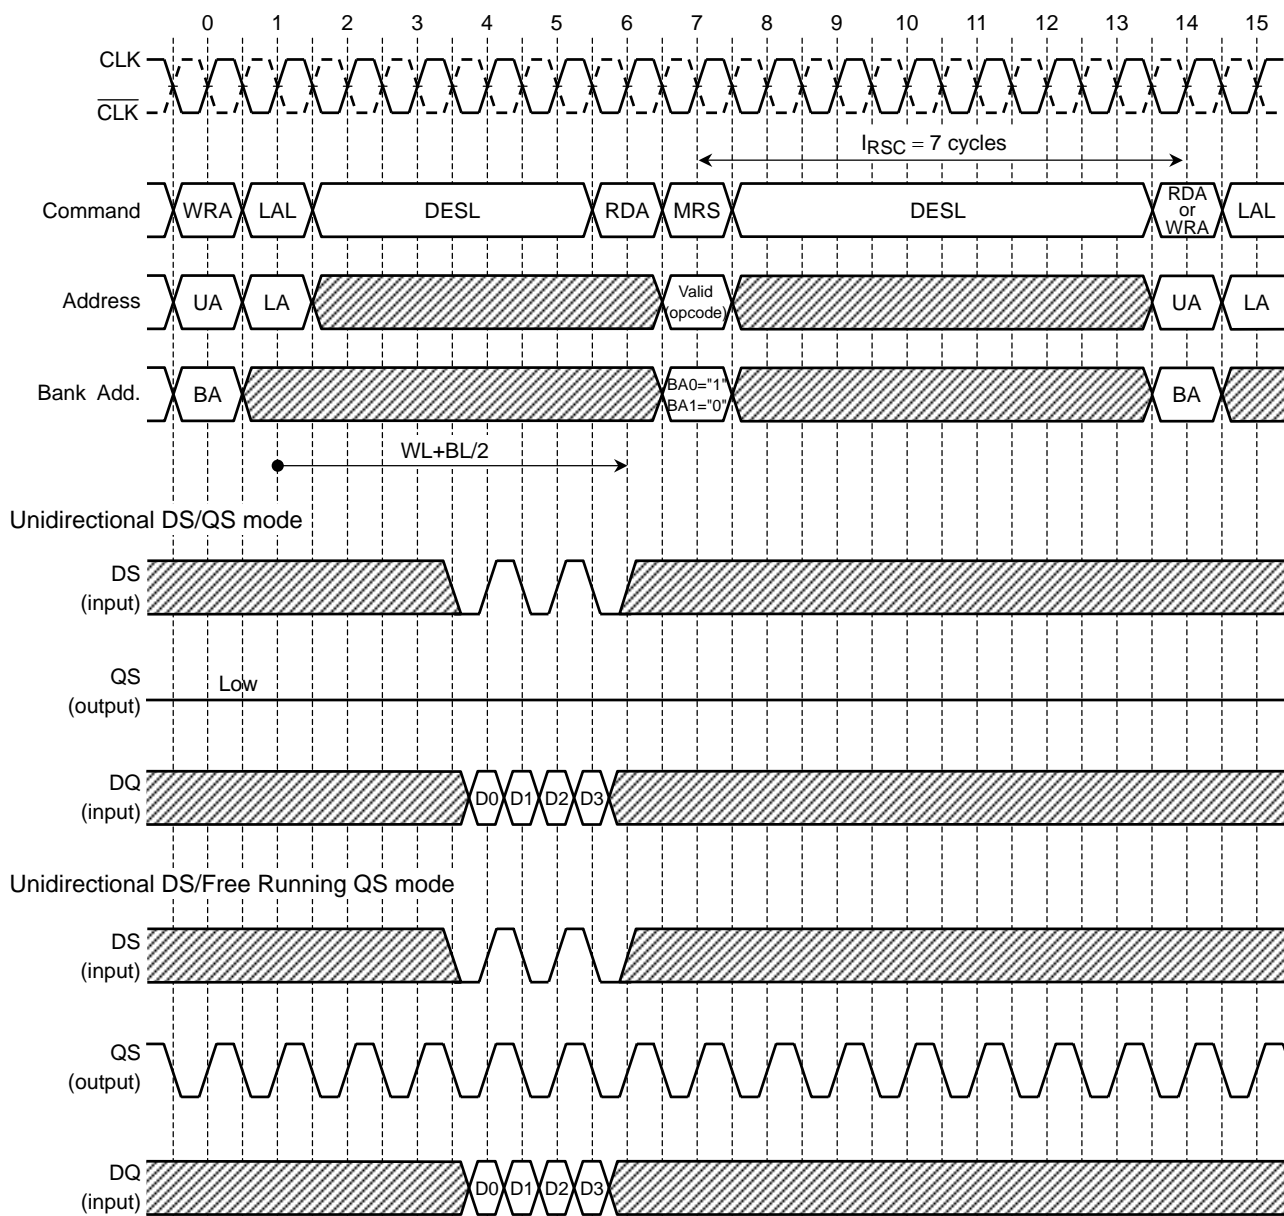 0 1 2 3 4 5 6 7 8 9 10 11 12 13 14 15
CLK
CLK
IRSC = 7 cycles
Command WRA LAL DESL RDA MRS DESL RDA or WRA LAL
Address UA LA Valid (opcode) UA LA
Bank Add. BA BA0="1" BA1="0" BA
WL+BL/2
Unidirectional DS/QS mode
DS
(input)
QS
Low
(output)
DQ
(input)
D0 D1 D2 D3
Unidirectional DS/Free Running QS mode
DS
(input)
QS
(output)
DQ
(input)
D0 D1 D2 D3